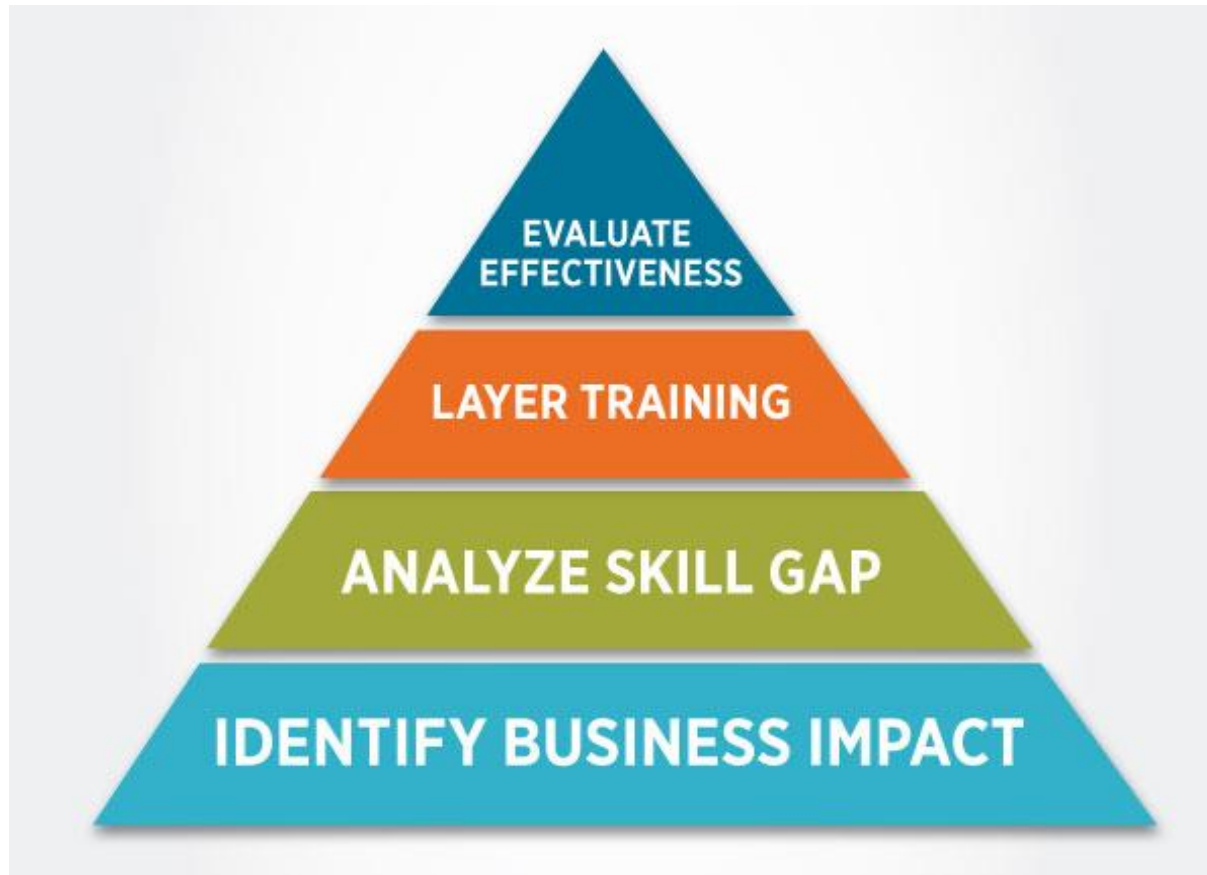 EVALUATE
EFFECTIVENESS
LAYER TRAINING
ANALYZE SKILL GAP
IDENTIFY BUSINESS IMPACT